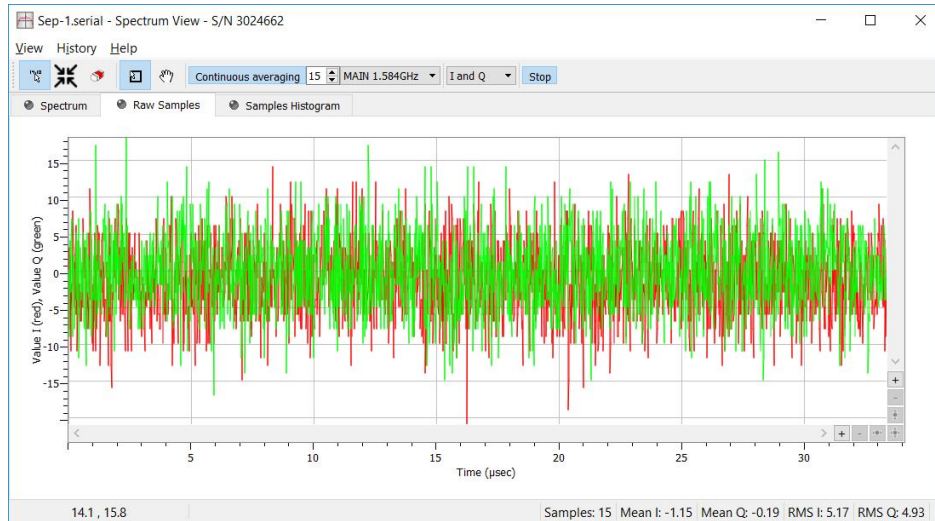 Sep-1.serial - Spectrum View - S/N 3024662
View History Help
Continuous averaging 15 MAIN 1.584GHz I and Q Stop
Spectrum Raw Samples Samples Histogram
Value I (red), Value Q (green)
15
10
5
0
-5
-10
-15
5 10 15 20 25 30
Time (µsec)
14.1 , 15.8 Samples: 15 Mean I: -1.15 Mean Q: -0.19 RMS I: 5.17 RMS Q: 4.93